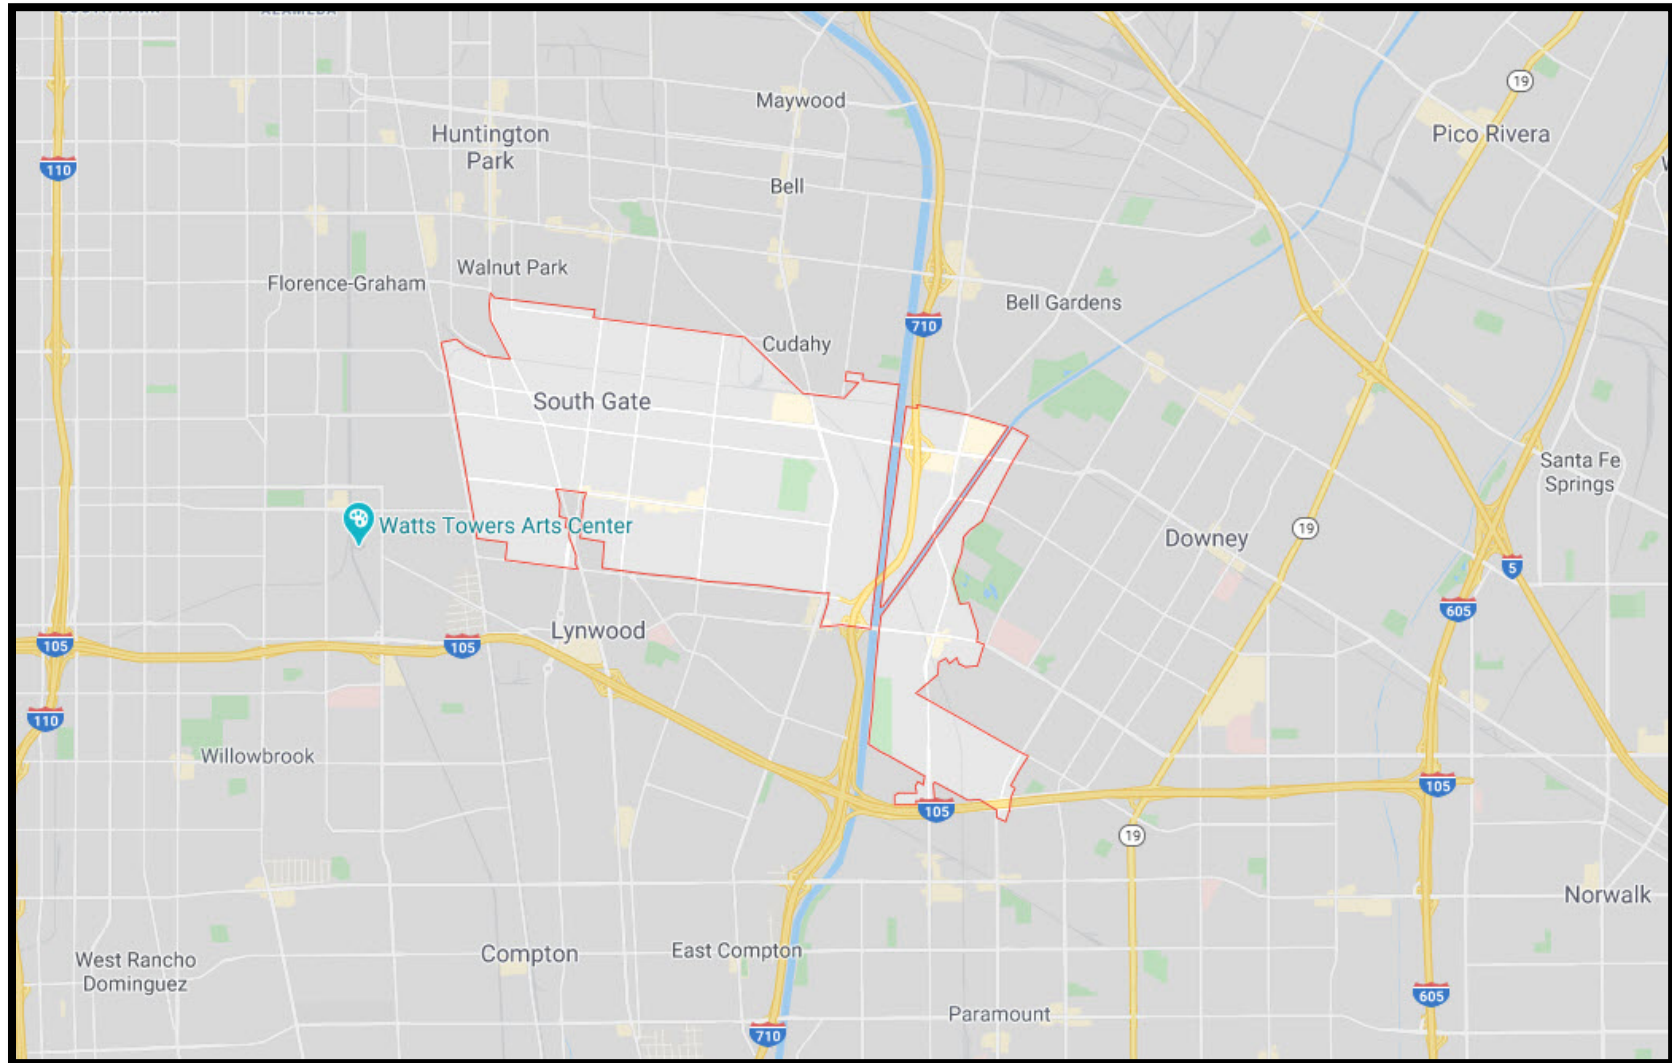 ALAMEDA
19
Maywood
Huntington
Park
Pico Rivera
110
Bell
Walnut Park
Florence-Graham
Bell Gardens
710
Cudahy
South Gate
Santa Fe
Springs
Watts Towers Arts Center
19
Downey
5
605
Lynwood
105
105
110
Willowbrook
105
105
19
Norwalk
Compton
East Compton
West Rancho
Dominguez
605
Paramount
710